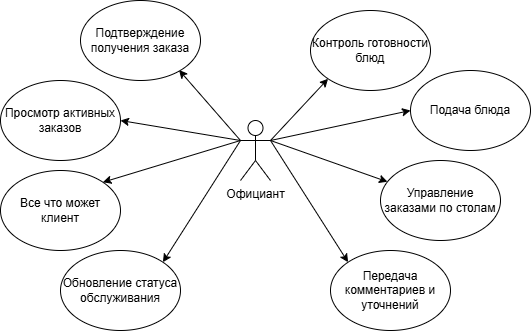 Подтверждение
получения заказа
Контроль готовности
блюд
Просмотр активных
заказов
Подача блюда
Официант
Все что может
клиент
Управление
заказами по столам
Обновление статуса
обслуживания
Передача
комментариев и
уточнений